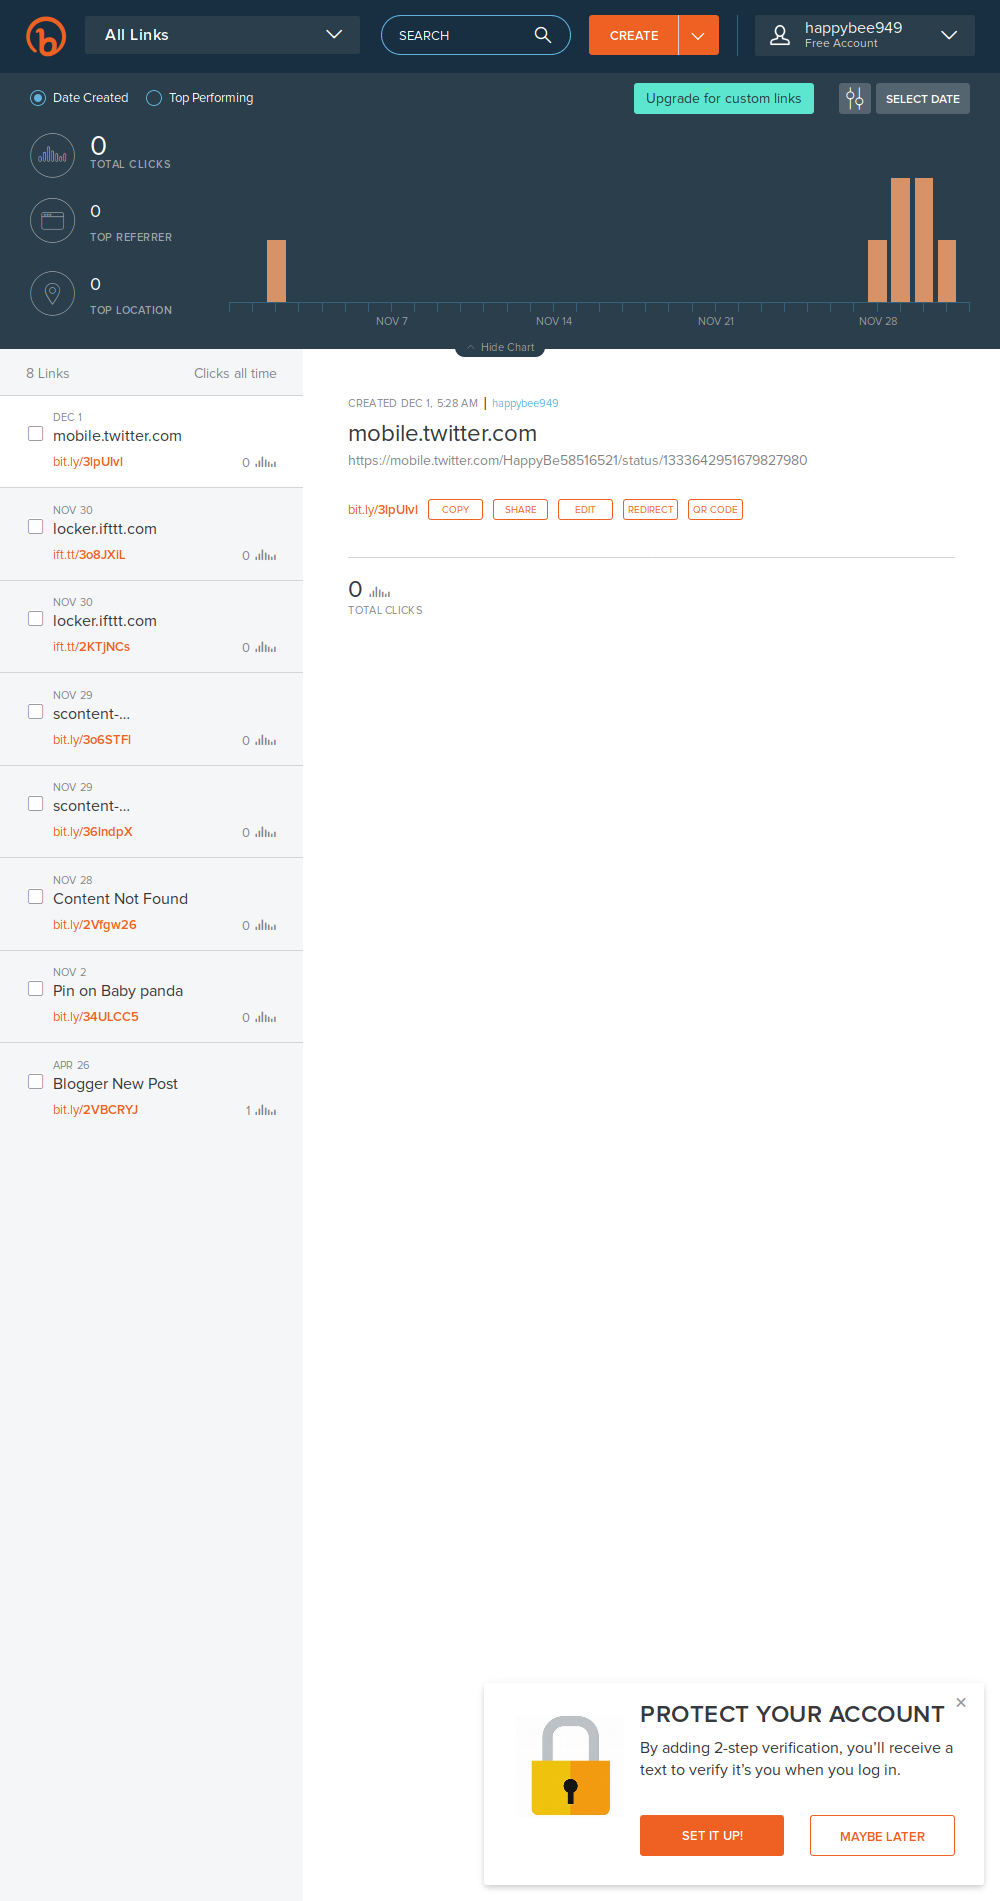 All Links
SEARCH
CREATE
happybee949
Free Account
Date Created
Top Performing
Upgrade for custom links
SELECT DATE
0
TOTAL CLICKS
0
TOP REFERRER
0
TOP LOCATION
NOV 7
NOV 14
NOV 21
NOV 28
Hide Chart
8 Links
Clicks all time
DEC 1
mobile.twitter.com
bit.ly/3lpUIvl
0
NOV 30
locker.ifttt.com
ift.tt/3o8JXiL
0
NOV 30
locker.ifttt.com
ift.tt/2KTjNCs
0
NOV 29
scontent-...
bit.ly/3o6STFl
0
NOV 29
scontent-...
bit.ly/36lndpX
0
NOV 28
Content Not Found
bit.ly/2Vfgw26
0
NOV 2
Pin on Baby panda
bit.ly/34ULCC5
0
APR 26
Blogger New Post
bit.ly/2VBCRYJ
1
CREATED DEC 1, 5:28 AM | happybee949
mobile.twitter.com
https://mobile.twitter.com/HappyBe58516521/status/1333642951679827980
bit.ly/3lpUIvl
COPY
SHARE
EDIT
REDIRECT
QR CODE
0
TOTAL CLICKS
PROTECT YOUR ACCOUNT
By adding 2-step verification, you'll receive a
text to verify it's you when you log in.
SET IT UP!
MAYBE LATER